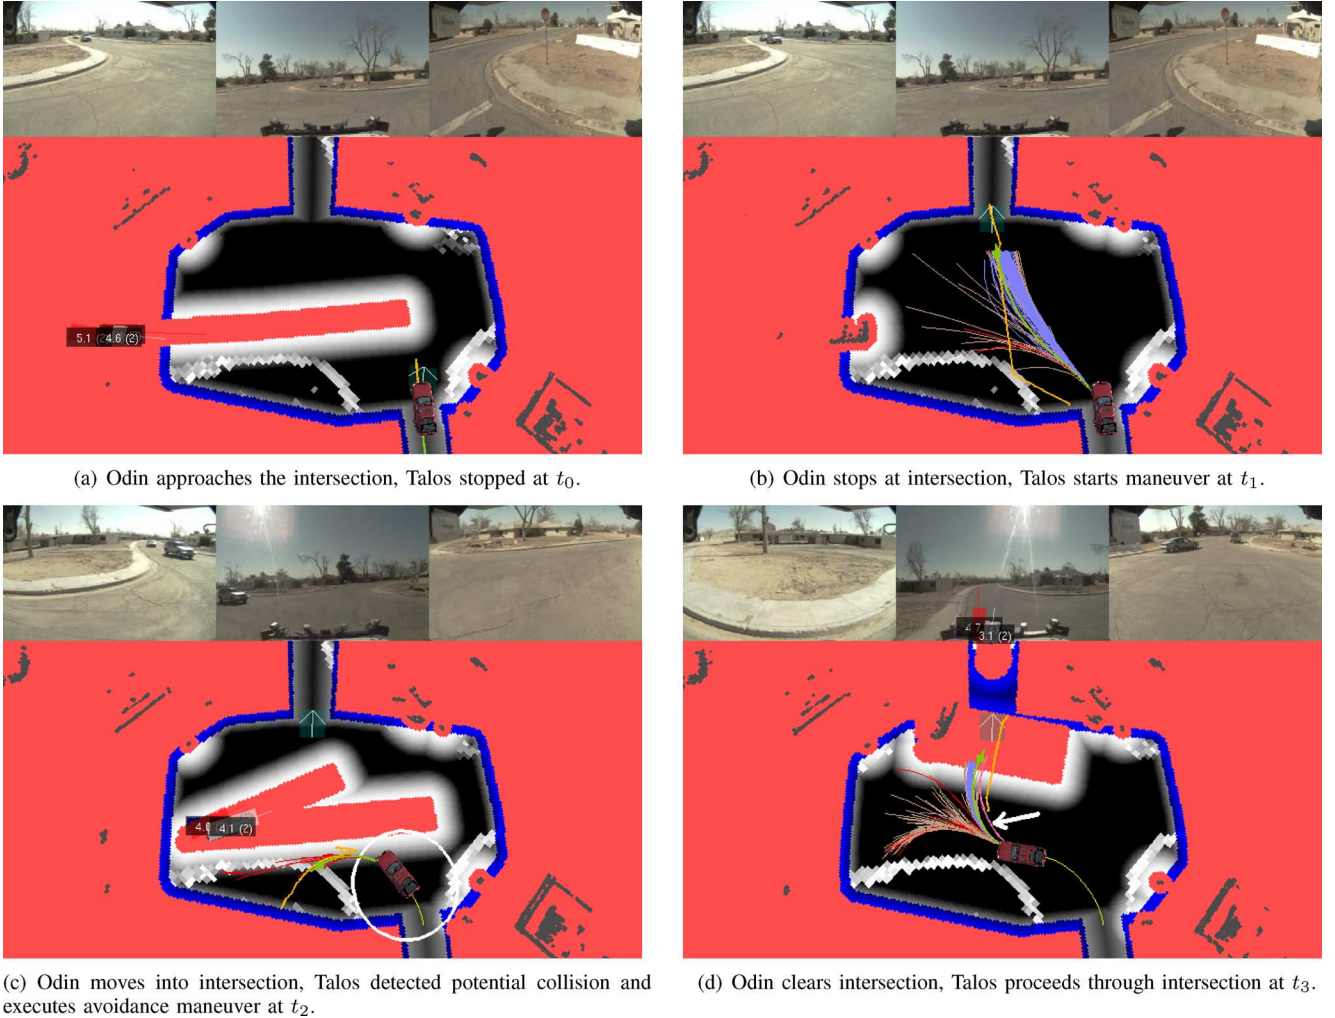 5.1 (2) 4.6 (2)
(a) Odin approaches the intersection, Talos stopped at t0.
(b) Odin stops at intersection, Talos starts maneuver at t1.
4.1 (2)
3.1 (2)
(c) Odin moves into intersection, Talos detected potential collision and
executes avoidance maneuver at t2.
(d) Odin clears intersection, Talos proceeds through intersection at t3.